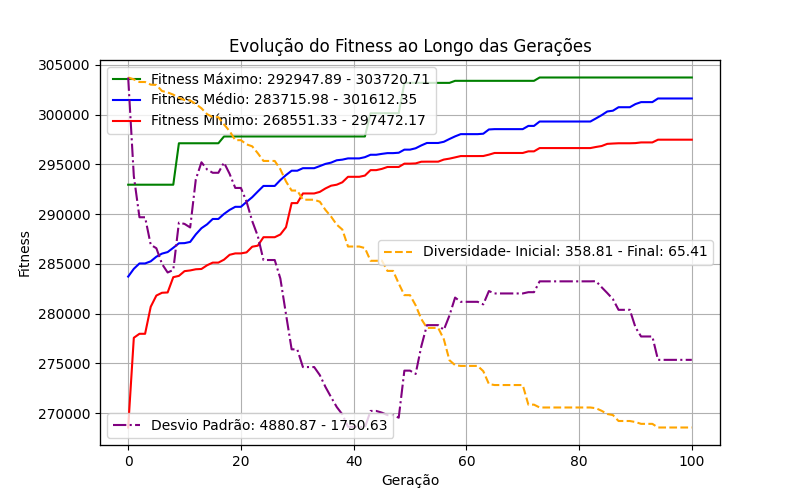 Evolução do Fitness ao Longo das Gerações
Fitness Máximo: 292947.89 - 303720.71
Fitness Médio: 283715.98 - 301612.35
Fitness Mínimo: 268551.33 - 297472.17
Diversidade- Inicial: 358.81 - Final: 65.41
Desvio Padrão: 4880.87 - 1750.63
Fitness
305000
300000
295000
290000
285000
280000
275000
270000
0 20 40 60 80 100
Geração